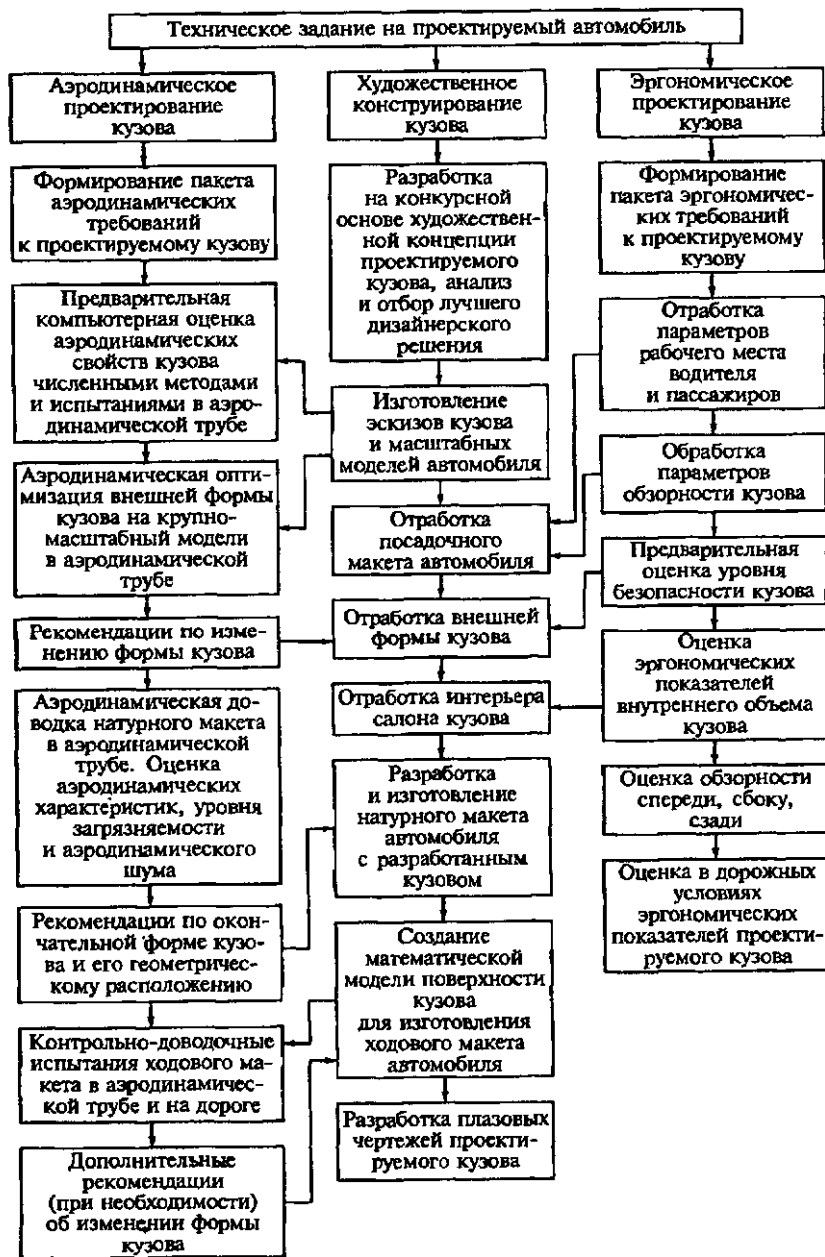 Техническое задание на проектируемый автомобиль
Аэродинамическое
проектирование
кузова
Формирование пакета
аэродинамических
требований
к проектируемому кузову
Предварительная
компьютерная оценка
аэродинамических
свойств кузова
численными методами
и испытаниями в аэро-
динамической трубе
Аэродинамическая опти-
мизация внешней формы
кузова на крупно-
масштабный модели
в аэродинамической
трубе
Рекомендации по изме-
нению формы кузова
Аэродинамическая до-
водка натурного макета
в аэродинамической
трубе. Оценка
аэродинамических
характеристик, уровня
загрязняемости
и аэродинамического
шума
Рекомендации по окон-
чательной форме кузо-
ва и его геометричес-
кому расположению
Контрольно-доводочные
испытания ходового ма-
кета в аэродинамичес-
кой трубе и на дороге
Дополнительные
рекомендации
(при необходимости)
об изменении формы
кузова
Художественное
конструирование
кузова
Разработка
на конкурсной
основе художествен-
ной концепции
проектируемого
кузова, анализ
и отбор лучшего
дизайнерского
решения
Изготовление
эскизов кузова
и масштабных
моделей автомобиля
Отработка
посадочного
макета автомобиля
Отработка внешней
формы кузова
Отработка интерьера
салона кузова
Разработка
и изготовление
натурного макета
автомобиля
с разработанным
кузовом
Создание
математической
модели поверхности
кузова
для изготовления
ходового макета
автомобиля
Разработка плазовых
чертежей проекти-
руемого кузова
Эргономическое
проектирование
кузова
Формирование
пакета эргономичес-
ких требований
к проектируемому
кузову
Отработка
параметров
рабочего места
водителя
и пассажиров
Обработка
параметров
обзорности кузова
Предварительная
оценка уровня
безопасности кузова
Оценка
эргономических
показателей
внутреннего объема
кузова
Оценка обзорности
спереди, сбоку,
сзади
Оценка в дорожных
условиях
эргономических
показателей проекти-
руемого кузова